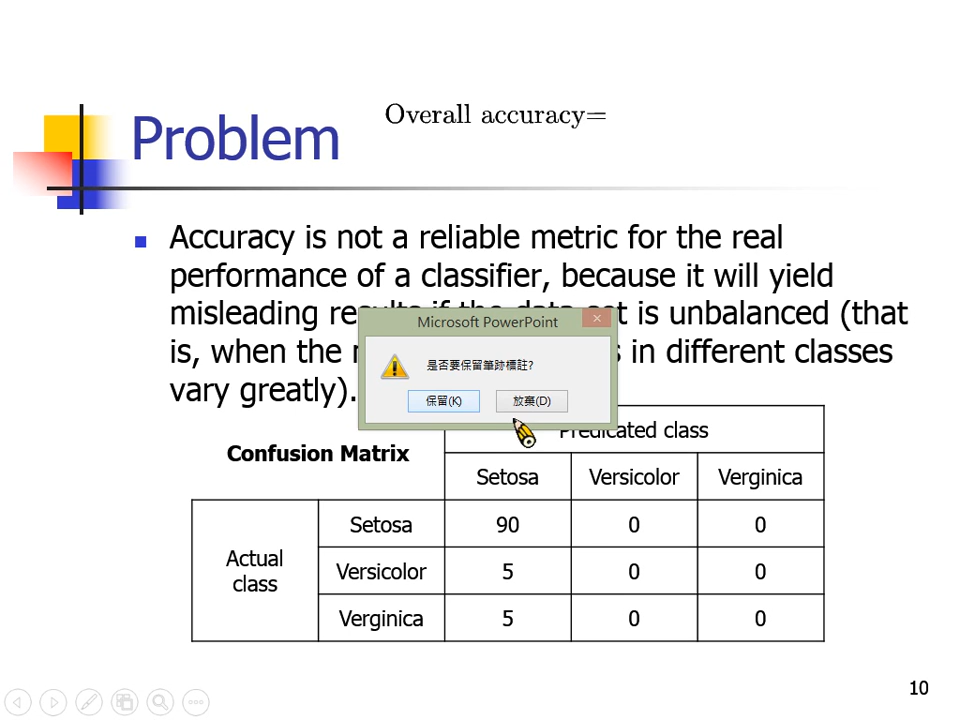 Overall accuracy=
Problem
Accuracy is not a reliable metric for the real
performance of a classifier, because it will yield
misleading re t is unbalanced (that
is, when the s in different classes
vary greatly).
Microsoft PowerPoint
是否要保留筆跡標註?
保留(K) 放棄(D)
Predicated class
Confusion Matrix
Setosa Versicolor Verginica
Setosa 90 0 0
Actual class
Versicolor 5 0 0
Verginica 5 0 0
10